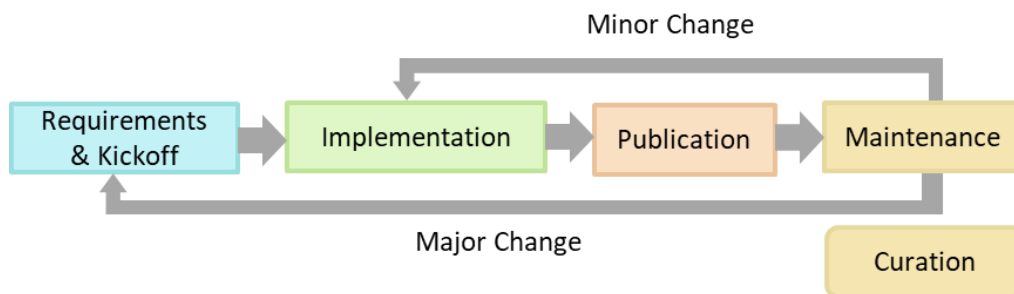 Minor Change
Requirements
& Kickoff
Implementation
Publication
Maintenance
Major Change
Curation